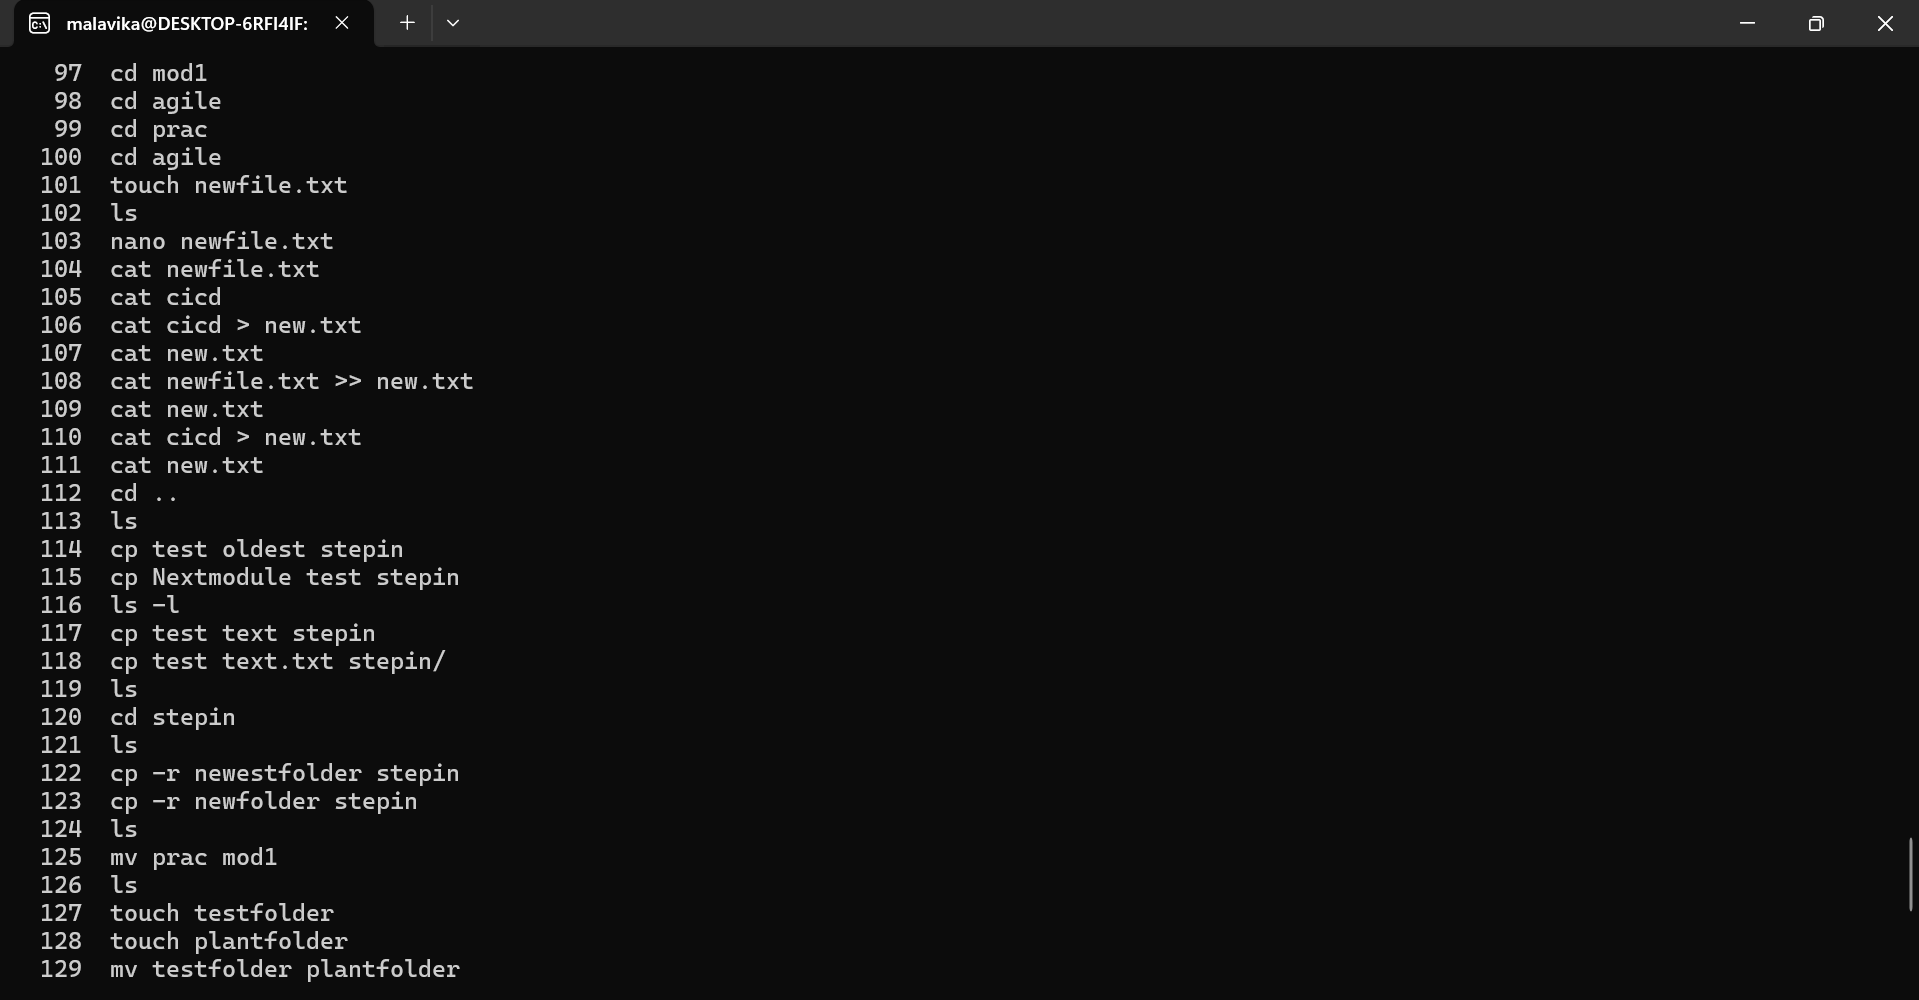 malavika@DESKTOP-6RFI4IF:
97 cd mod1
98 cd agile
99 cd prac
100 cd agile
101 touch newfile.txt
102 ls
103 nano newfile.txt
104 cat newfile.txt
105 cat cicd
106 cat cicd > new.txt
107 cat new.txt
108 cat newfile.txt >> new.txt
109 cat new.txt
110 cat cicd > new.txt
111 cat new.txt
112 cd ..
113 ls
114 cp test oldest stepin
115 cp Nextmodule test stepin
116 ls -l
117 cp test text stepin
118 cp test text.txt stepin/
119 ls
120 cd stepin
121 ls
122 cp -r newestfolder stepin
123 cp -r newfolder stepin
124 ls
125 mv prac mod1
126 ls
127 touch testfolder
128 touch plantfolder
129 mv testfolder plantfolder